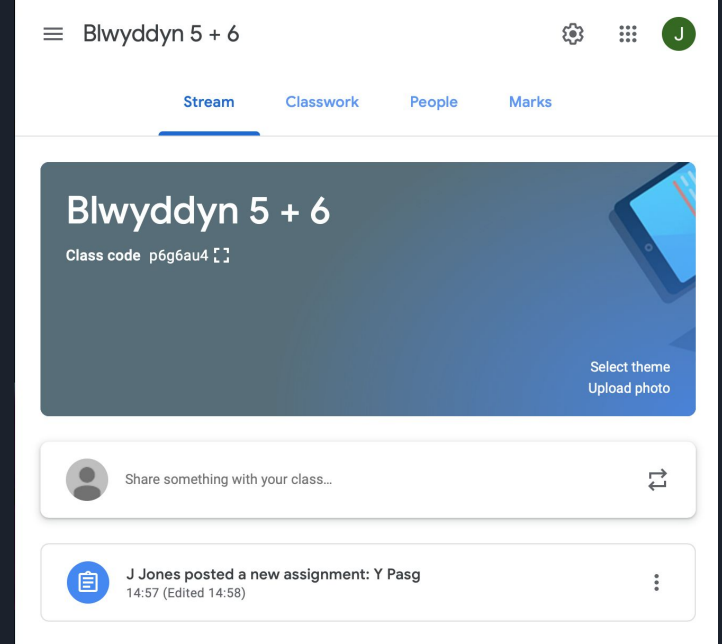 Blwyddyn 5 + 6
J
Stream Classwork People Marks
Blwyddyn 5 + 6
Class code p6g6au4
Select theme
Upload photo
Share something with your class...
J Jones posted a new assignment: Y Pasg
14:57 (Edited 14:58)